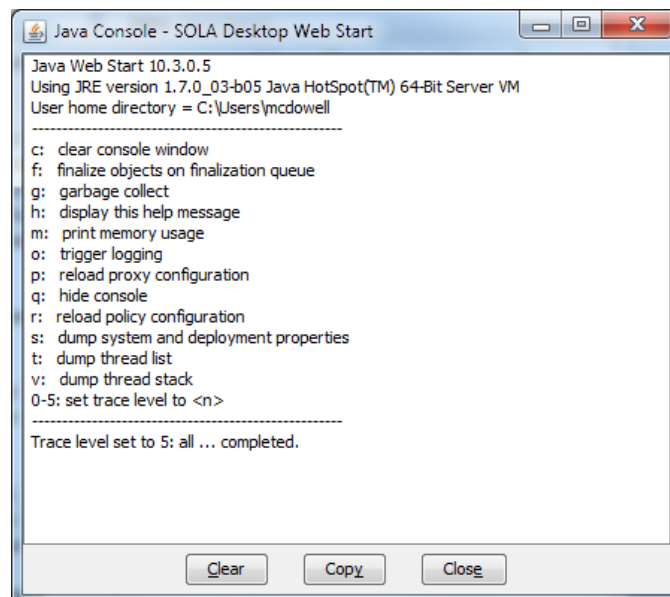 Java Console - SOLA Desktop Web Start
Java Web Start 10.3.0.5
Using JRE version 1.7.0_03-b05 Java HotSpot(TM) 64-Bit Server VM
User home directory = C:\Users\mcdowell
----------------------------------------------------
c: clear console window
f: finalize objects on finalization queue
g: garbage collect
h: display this help message
m: print memory usage
o: trigger logging
p: reload proxy configuration
q: hide console
r: reload policy configuration
s: dump system and deployment properties
t: dump thread list
v: dump thread stack
0-5: set trace level to <n>
----------------------------------------------------
Trace level set to 5: all ... completed.
Clear Copy Close